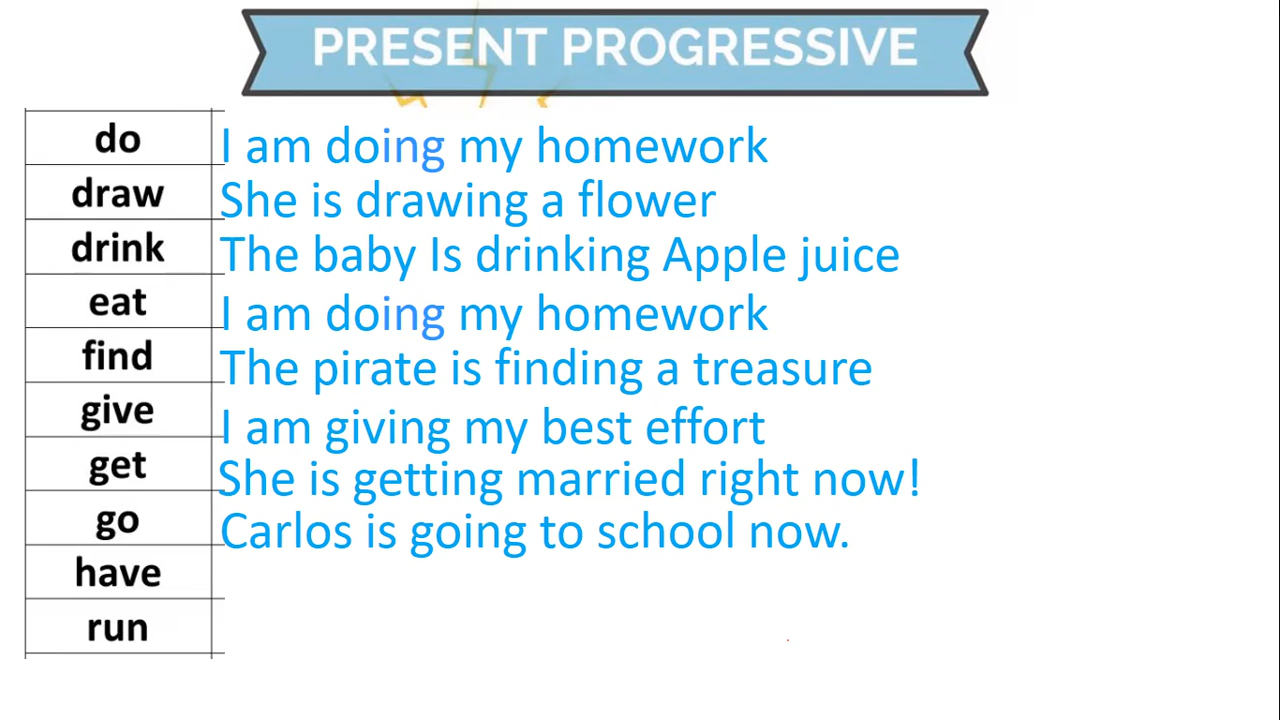 PRESENT PROGRESSIVE
do I am doing my homework
draw She is drawing a flower
drink The baby Is drinking Apple juice
eat I am doing my homework
find The pirate is finding a treasure
give I am giving my best effort
get She is getting married right now!
go Carlos is going to school now.
have
run